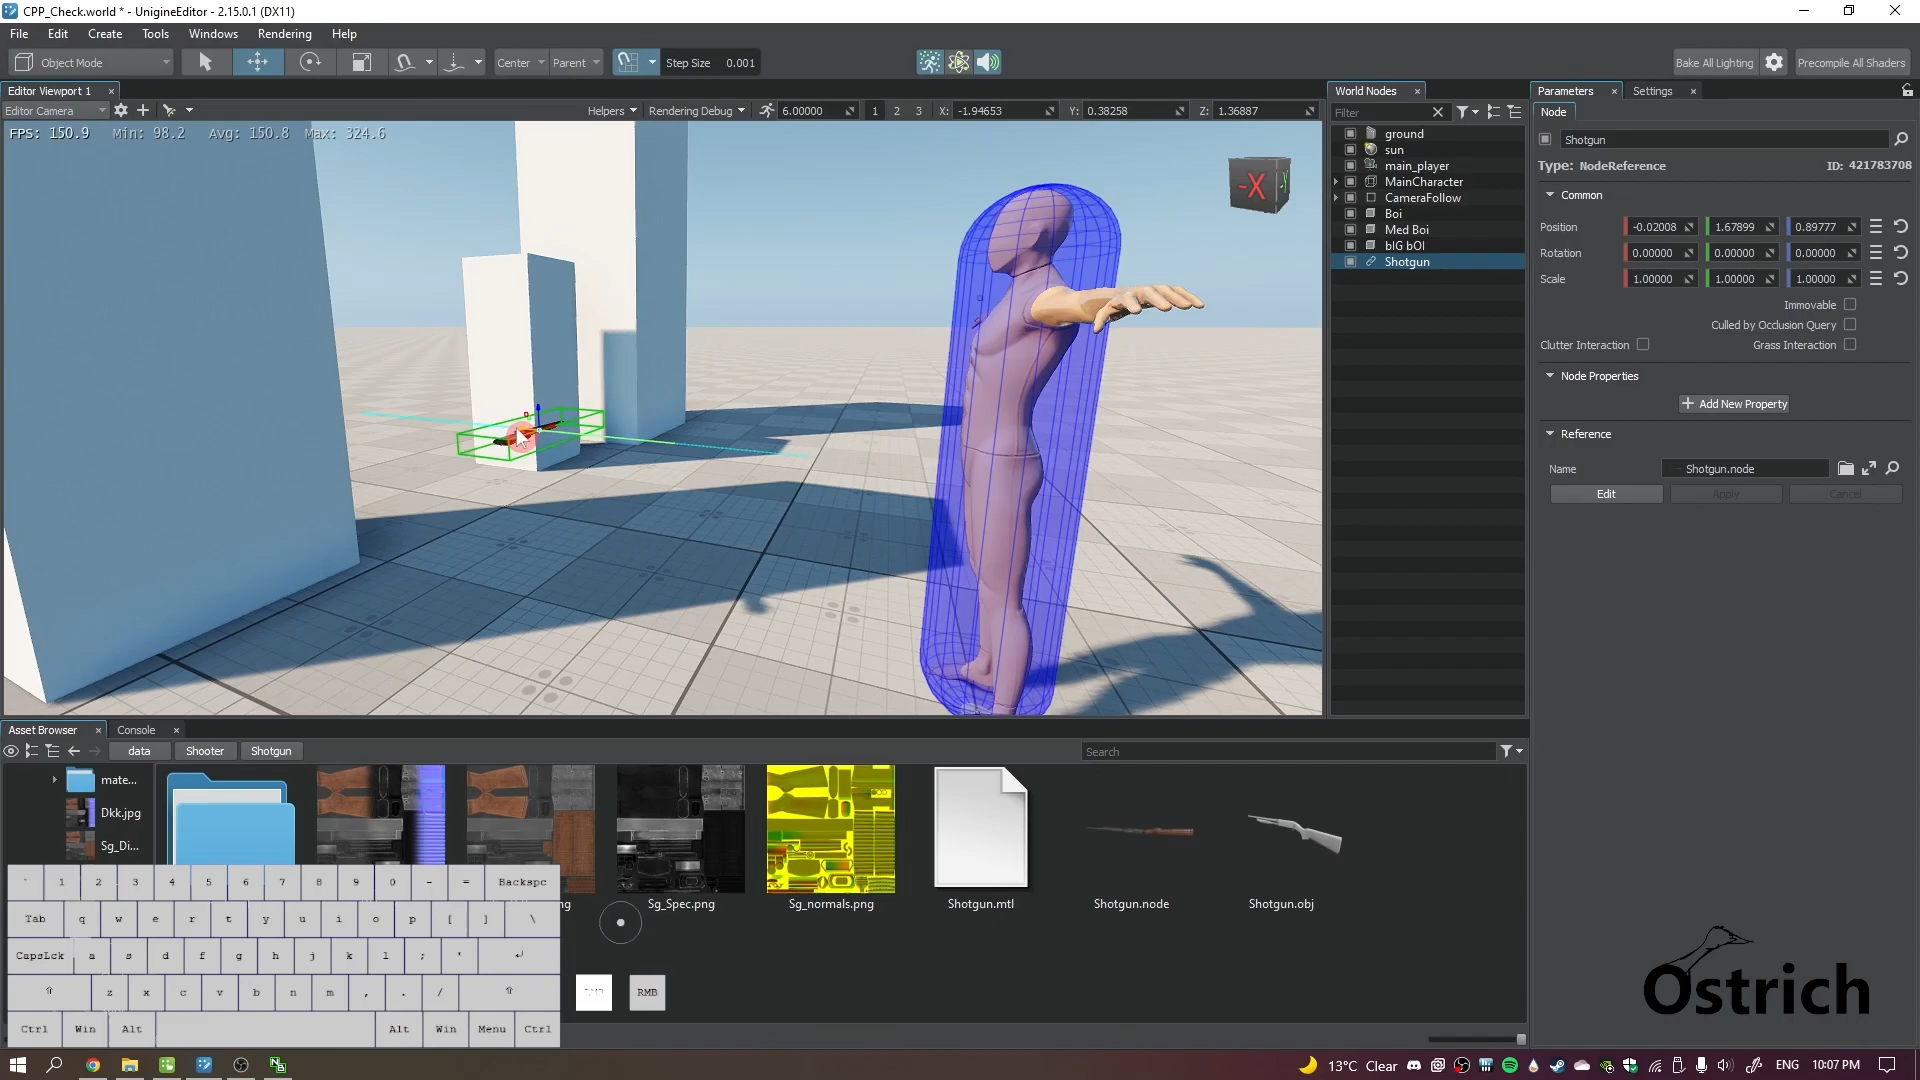 CPP_Check.world * - UnigineEditor - 2.15.0.1 (DX11)
File Edit Create Tools Windows Rendering Help
Object Mode Center Parent Step Size 0.001 Bake All Lighting Precompile All Shaders
Editor Viewport 1 World Nodes Parameters Settings
Editor Camera Helpers Rendering Debug 6.00000 1 2 3 X: -1.94653 Y: 0.38258 Z: 1.36887 Filter Node
FPS: 150.9 Min: 98.2 Avg: 150.8 Max: 324.6
-X
ground
sun
main_player
MainCharacter
CameraFollow
Boi
Med Boi
bIG bOI
Shotgun
Shotgun
Type: NodeReference ID: 421783708
Common
Position -0.02008 1.67899 0.89777
Rotation 0.00000 0.00000 0.00000
Scale 1.00000 1.00000 1.00000
Immovable
Culled by Occlusion Query
Clutter Interaction Grass Interaction
Node Properties
Add New Property
Reference
Name Shotgun.node
Edit Apply Cancel
Asset Browser Console
data Shooter Shotgun Search
mate...
Dkk.jpg
Sg_Di...
ng Sg_Spec.png Sg_normals.png Shotgun.mtl Shotgun.node Shotgun.obj
` 1 2 3 4 5 6 7 8 9 0 - = Backspc
Tab q w e r t y u i o p [ ] \
CapsLck a s d f g h j k l ; '
z x c v b n m , . /
Ctrl Win Alt Alt Win Menu Ctrl
RMB
Ostrich
13°C Clear ENG 10:07 PM